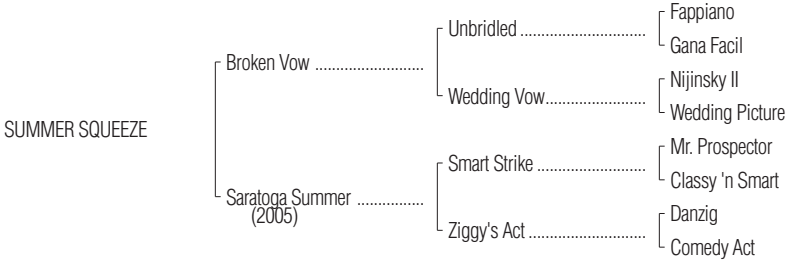 Fappiano
Unbridled
Gana Facil
Broken Vow
Nijinsky II
Wedding Vow
Wedding Picture
SUMMER SQUEEZE
Mr. Prospector
Smart Strike
Classy 'n Smart
Saratoga Summer
(2005)
Danzig
Ziggy's Act
Comedy Act